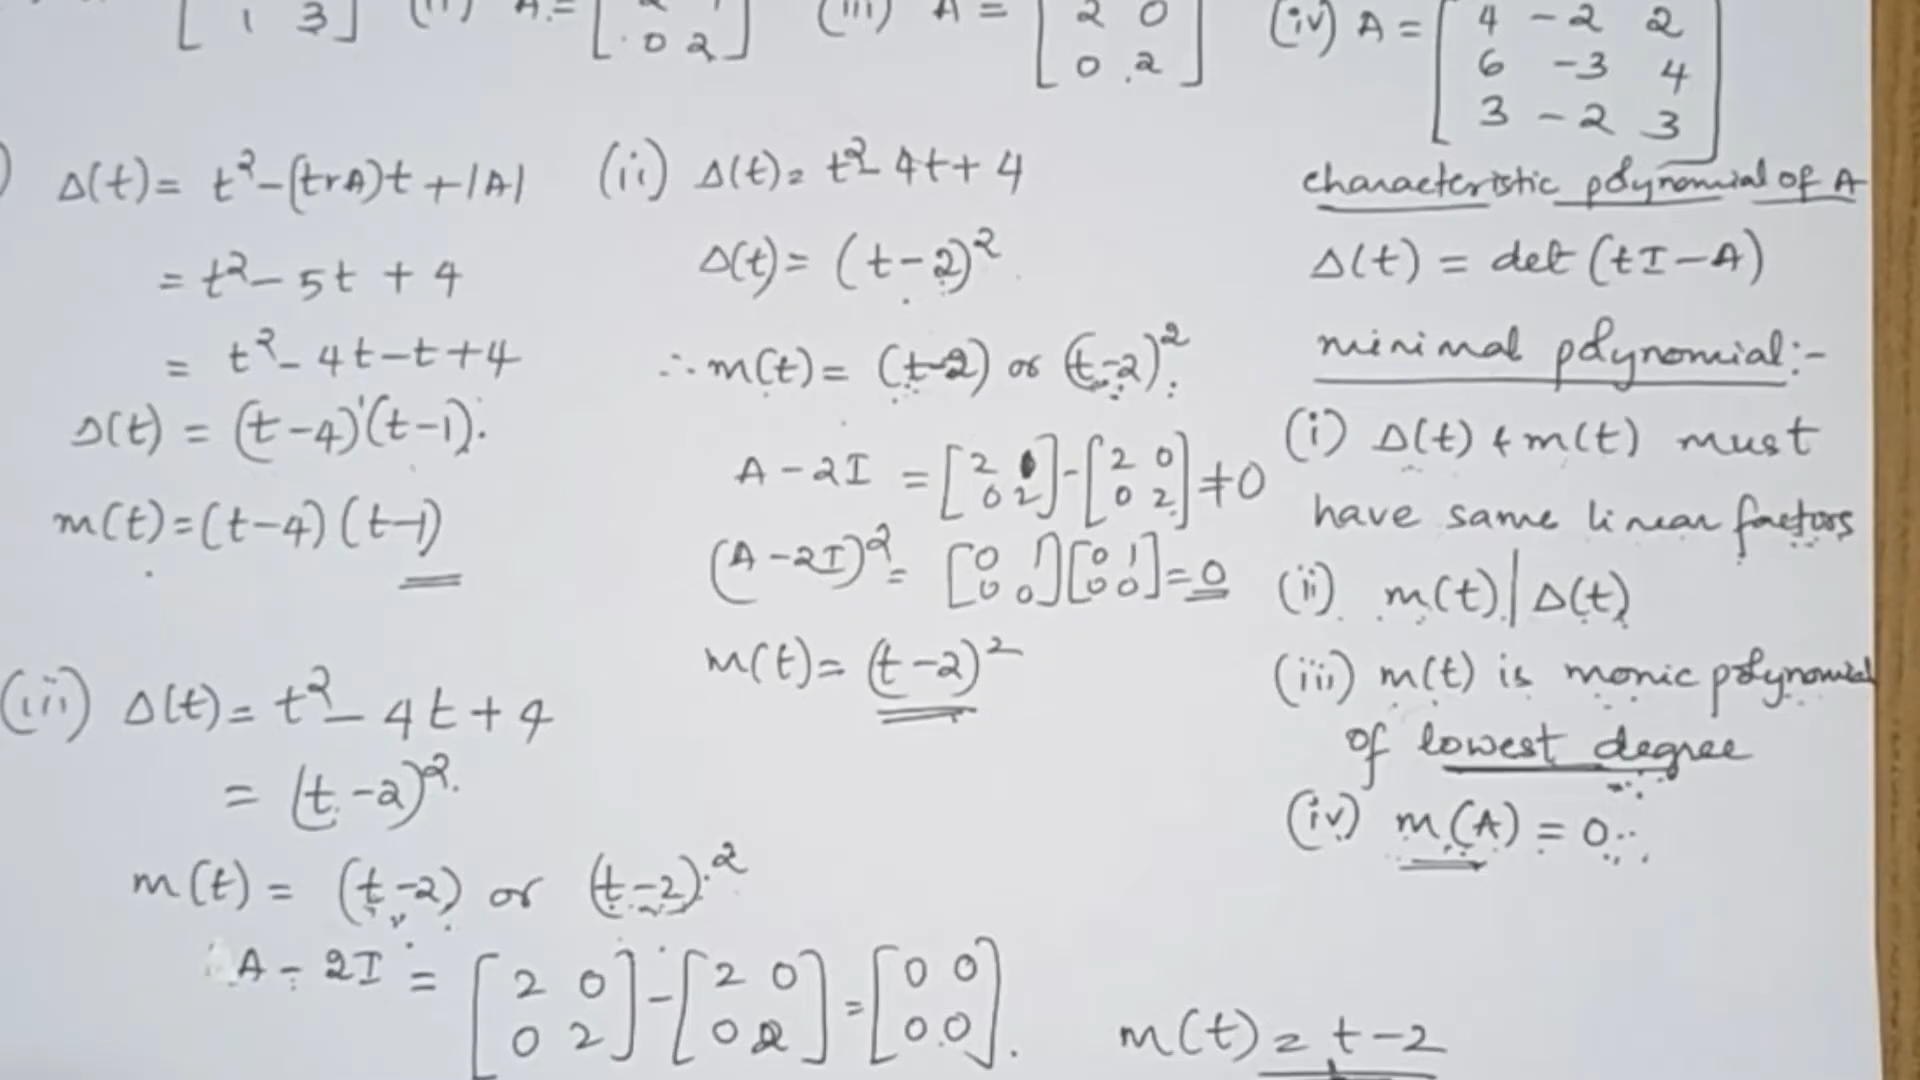 1 3 ] (ii) A = [ 0 2 ] (iii) A = [ 2 0 (iv) A = [ 4 -2 2
0 2 ] 6 -3 4
3 -2 3 ]
Δ(t) = t² - (trA)t + |A|
= t² - 5t + 4
= t² - 4t - t + 4
Δ(t) = (t-4)(t-1).
m(t) = (t-4)(t-1)
(ii) Δ(t) = t² - 4t + 4
Δ(t) = (t-2)²
∴ m(t) = (t-2) or (t-2)².
A - 2I = [ 2 0 ] - [ 2 0 ] ≠ 0
0 2 0 2
(A - 2I)² = [ 0 1 ] [ 0 1 ] = 0
0 0 0 0
m(t) = (t-2)²
(iii) Δ(t) = t² - 4t + 4
= (t-2)².
m(t) = (t-2) or (t-2)²
A - 2I = [ 2 0 ] - [ 2 0 ] = [ 0 0 ]
0 2 0 2 0 0 .
m(t) = t-2
characteristic polynomial of A
Δ(t) = det (tI - A)
minimal polynomial:-
(i) Δ(t) & m(t) must
have same linear factors
(ii) m(t) | Δ(t)
(iii) m(t) is monic polynomial
of lowest degree
(iv) m(A) = 0